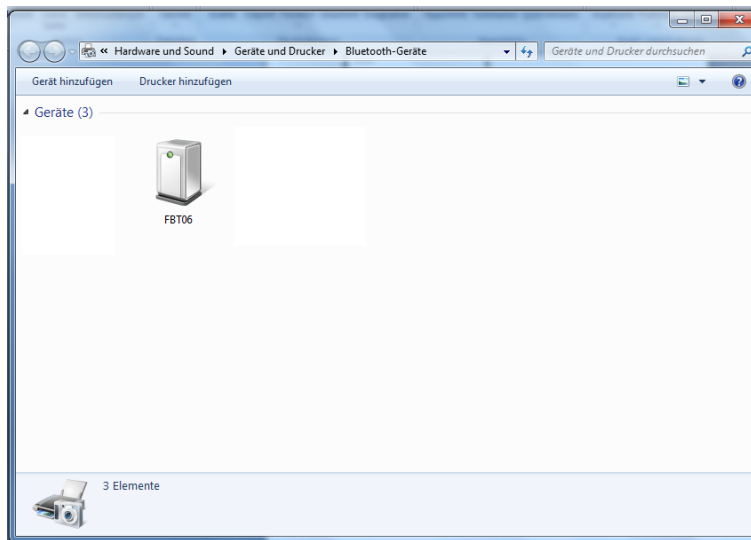 « Hardware und Sound ▸ Geräte und Drucker ▸ Bluetooth-Geräte
Geräte und Drucker durchsuchen
Gerät hinzufügen Drucker hinzufügen
Geräte (3)
FBT06
3 Elemente